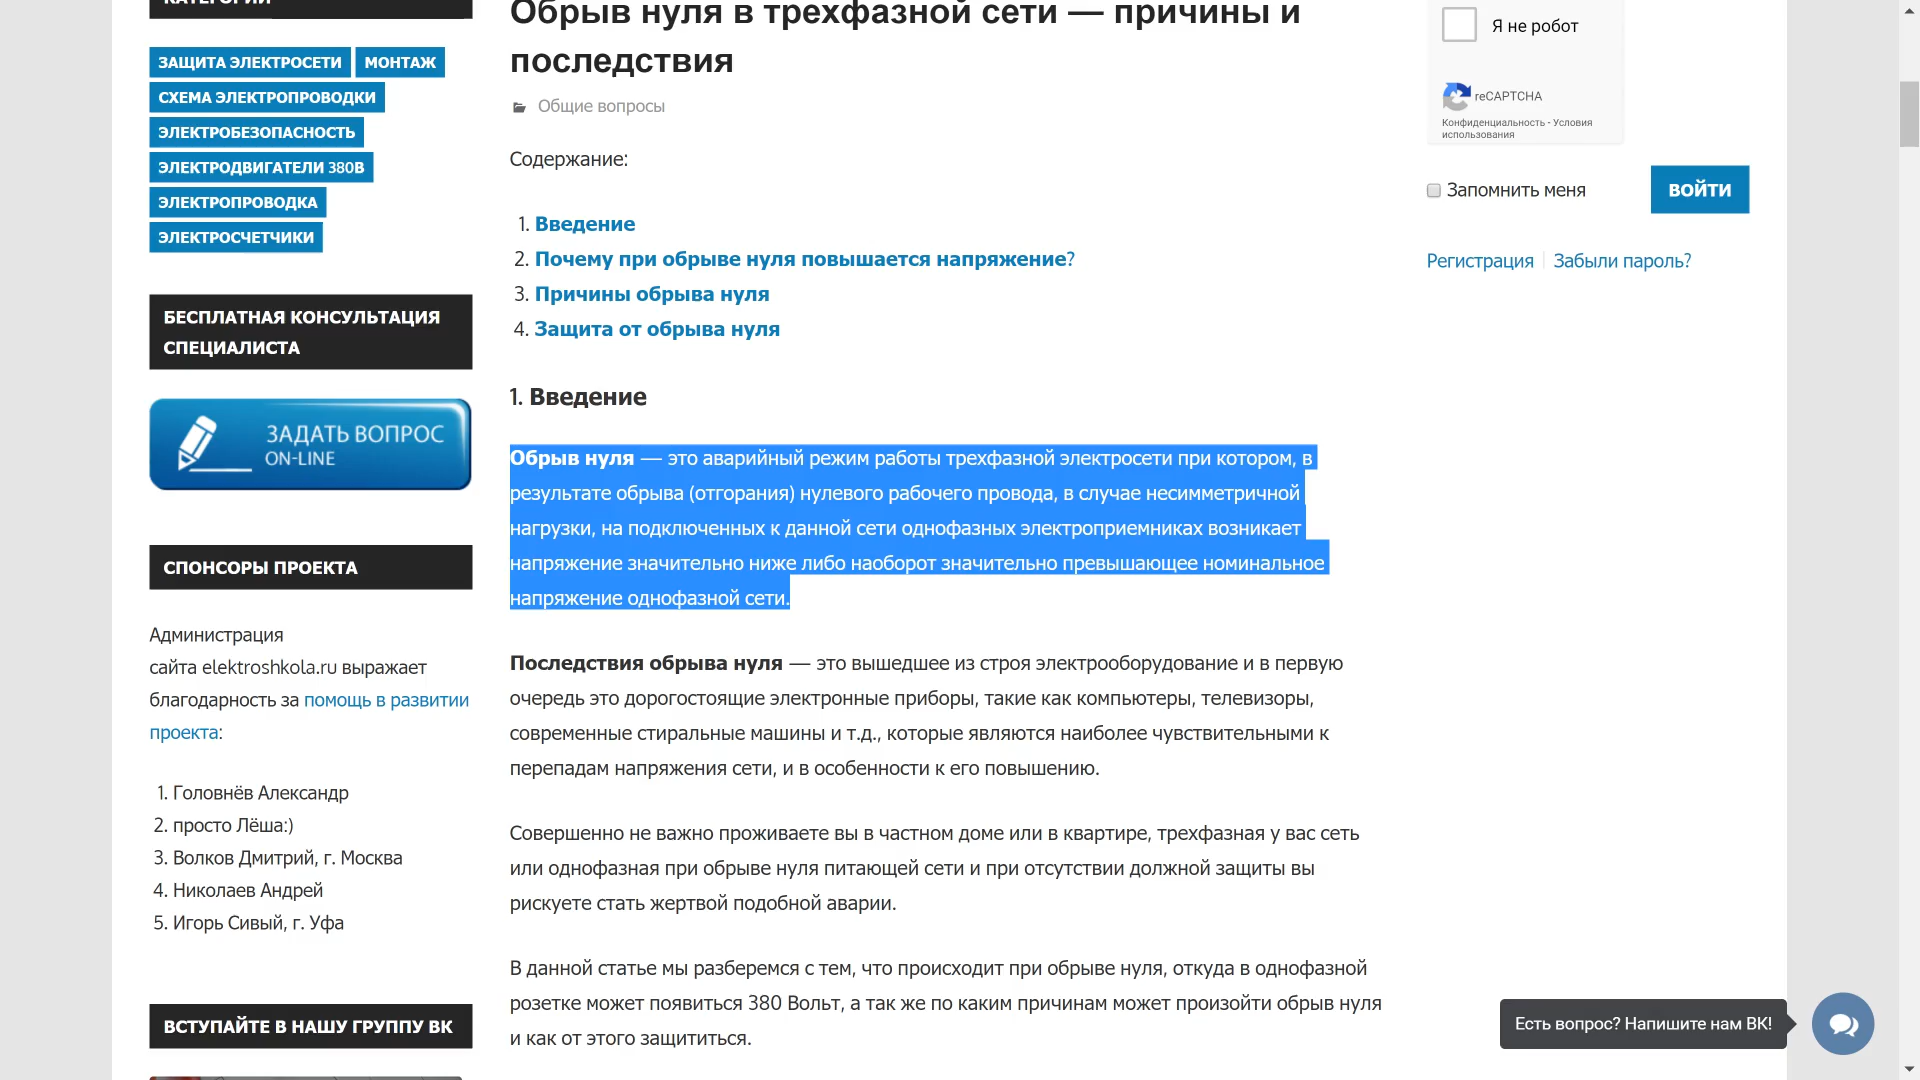 КАТЕГОРИИ
ЗАЩИТА ЭЛЕКТРОСЕТИ МОНТАЖ
СХЕМА ЭЛЕКТРОПРОВОДКИ
ЭЛЕКТРОБЕЗОПАСНОСТЬ
ЭЛЕКТРОДВИГАТЕЛИ 380В
ЭЛЕКТРОПРОВОДКА
ЭЛЕКТРОСЧЕТЧИКИ
БЕСПЛАТНАЯ КОНСУЛЬТАЦИЯ
СПЕЦИАЛИСТА
ЗАДАТЬ ВОПРОС
ON-LINE
СПОНСОРЫ ПРОЕКТА
Администрация
сайта elektroshkola.ru выражает
благодарность за помощь в развитии
проекта:
1. Головнёв Александр
2. просто Лёша:)
3. Волков Дмитрий, г. Москва
4. Николаев Андрей
5. Игорь Сивый, г. Уфа
ВСТУПАЙТЕ В НАШУ ГРУППУ ВК
Обрыв нуля в трехфазной сети — причины и
последствия
Общие вопросы
Содержание:
1. Введение
2. Почему при обрыве нуля повышается напряжение?
3. Причины обрыва нуля
4. Защита от обрыва нуля
1. Введение
Обрыв нуля — это аварийный режим работы трехфазной электросети при котором, в
результате обрыва (отгорания) нулевого рабочего провода, в случае несимметричной
нагрузки, на подключенных к данной сети однофазных электроприемниках возникает
напряжение значительно ниже либо наоборот значительно превышающее номинальное
напряжение однофазной сети.
Последствия обрыва нуля — это вышедшее из строя электрооборудование и в первую
очередь это дорогостоящие электронные приборы, такие как компьютеры, телевизоры,
современные стиральные машины и т.д., которые являются наиболее чувствительными к
перепадам напряжения сети, и в особенности к его повышению.
Совершенно не важно проживаете вы в частном доме или в квартире, трехфазная у вас сеть
или однофазная при обрыве нуля питающей сети и при отсутствии должной защиты вы
рискуете стать жертвой подобной аварии.
В данной статье мы разберемся с тем, что происходит при обрыве нуля, откуда в однофазной
розетке может появиться 380 Вольт, а так же по каким причинам может произойти обрыв нуля
и как от этого защититься.
Я не робот
reCAPTCHA
Конфиденциальность - Условия
использования
Запомнить меня
ВОЙТИ
Регистрация Забыли пароль?
Есть вопрос? Напишите нам ВК!